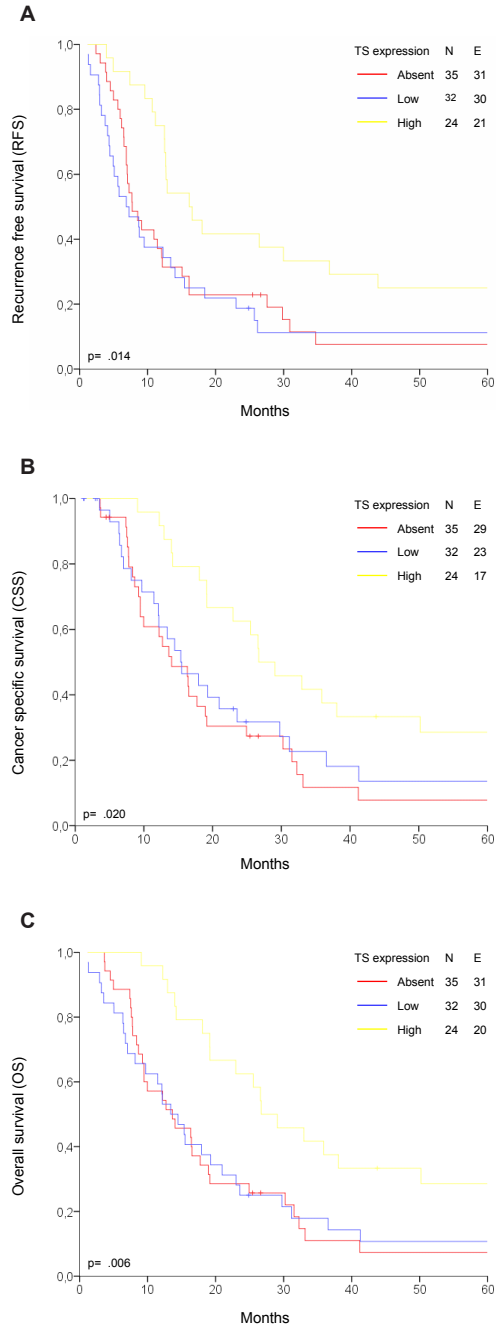 A
TS expression N E
Absent 35 31
Low 32 30
High 24 21
1,0
0,8
0,6
0,4
0,2
0,0
Recurrence free survival (RFS)
p= .014
0 10 20 30 40 50 60
Months
B
TS expression N E
Absent 35 29
Low 32 23
High 24 17
1,0
0,8
0,6
0,4
0,2
0,0
Cancer specific survival (CSS)
p= .020
0 10 20 30 40 50 60
Months
C
TS expression N E
Absent 35 31
Low 32 30
High 24 20
1,0
0,8
0,6
0,4
0,2
0,0
Overall survival (OS)
p= .006
0 10 20 30 40 50 60
Months